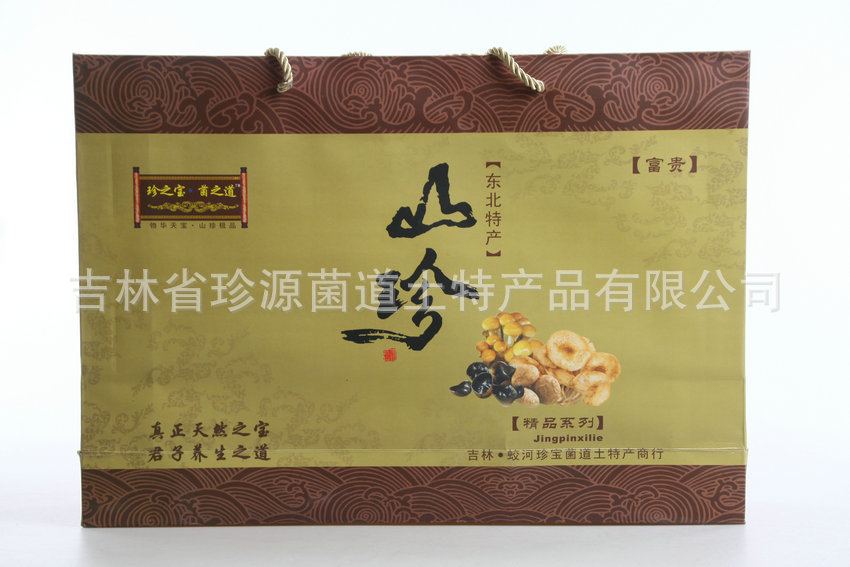 珍之宝·菌之道
物华天宝·山珍极品
山珍
【东北特产】
【富贵】
吉林省珍源菌道土特产品有限公司
【精品系列】
Jingpinxilie
真正天然之宝
君子养生之道
吉林·蛟河珍宝菌道土特产商行